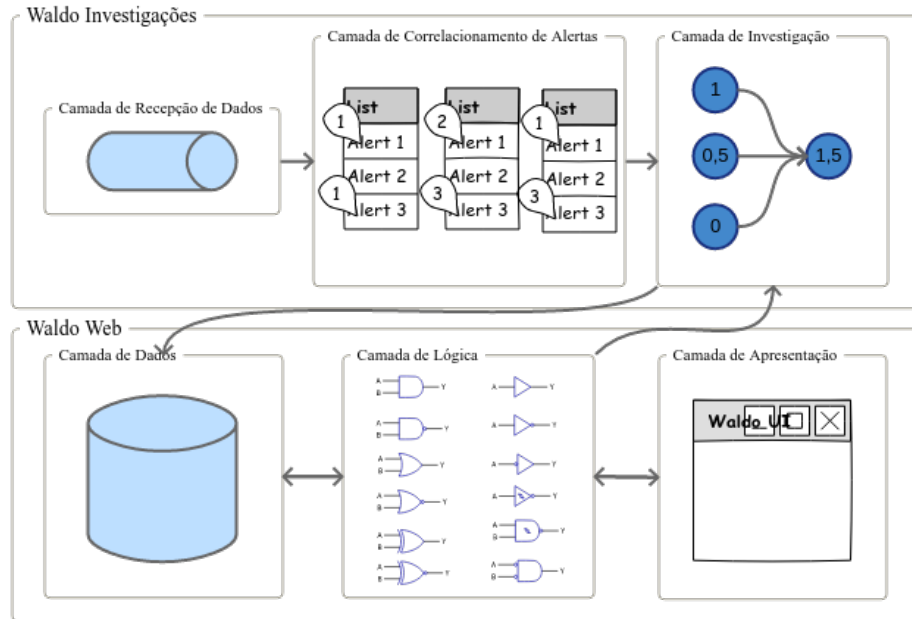 Waldo Investigações
Camada de Recepção de Dados
Camada de Correlacionamento de Alertas
List
1
Alert 1
Alert 2
1
Alert 3
List
2
Alert 1
Alert 2
3
Alert 3
List
1
Alert 1
Alert 2
3
Alert 3
Camada de Investigação
1
0,5
0
1,5
Waldo Web
Camada de Dados
Camada de Lógica
A
B
Y
A
Y
A
B
Y
A
Y
A
B
Y
A
Y
A
B
Y
A
Y
A
B
Y
A
B
Y
A
B
Y
A
B
Y
Camada de Apresentação
Waldo_UI